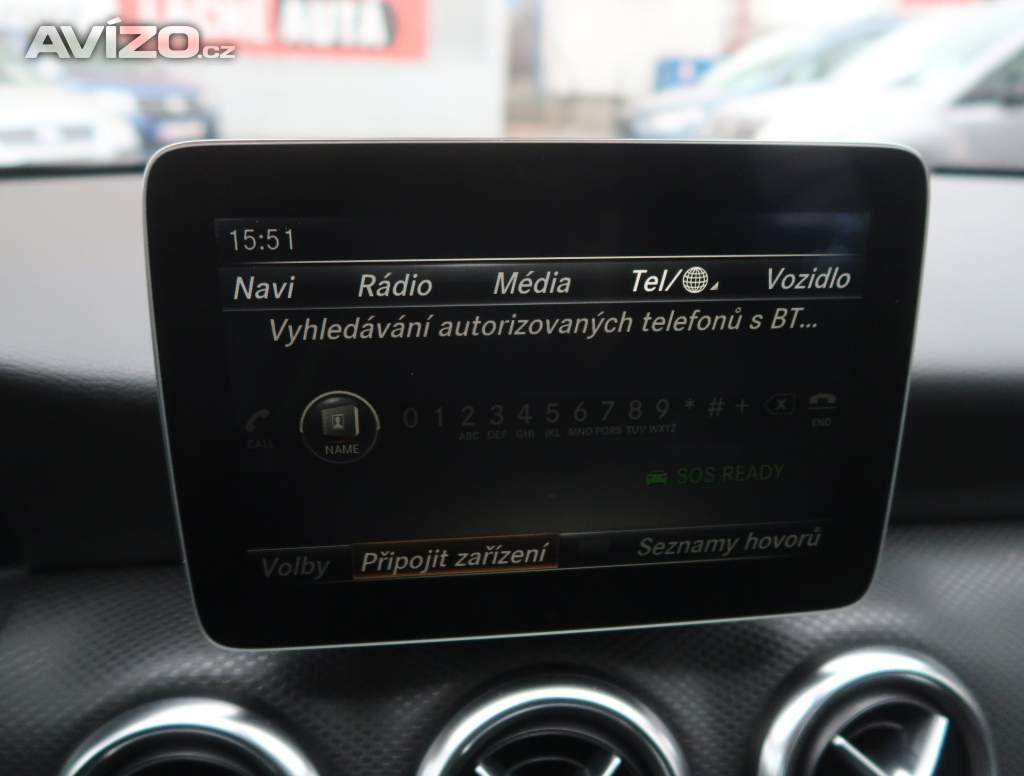 AVÍZO.cz
AUTA
15:51
Navi Rádio Média Tel/ Vozidlo
Vyhledávání autorizovaných telefonů s BT...
0 1 2 3 4 5 6 7 8 9 * # +
CALL ABC DEF GHI JKL MNO PQRS TUV WXYZ END
NAME
SOS READY
Volby Připojit zařízení Seznamy hovorů